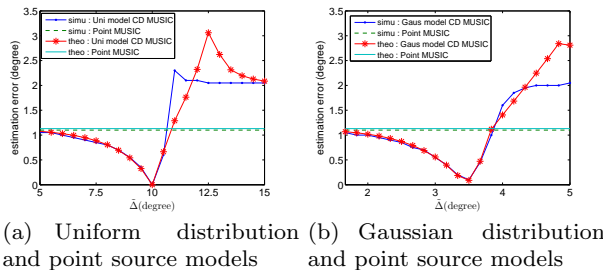 simu : Uni model CD MUSIC
simu : Point MUSIC
theo : Uni model CD MUSIC
theo : Point MUSIC
estimation error (degree)
3.5
3
2.5
2
1.5
1
0.5
0
5 7.5 10 12.5 15
Δ̃(degree)
(a) Uniform distribution
and point source models
simu : Gaus model CD MUSIC
simu : Point MUSIC
theo : Gaus model CD MUSIC
theo : Point MUSIC
estimation error (degree)
3.5
3
2.5
2
1.5
1
0.5
0
2 3 4 5
Δ̃(degree)
(b) Gaussian distribution
and point source models